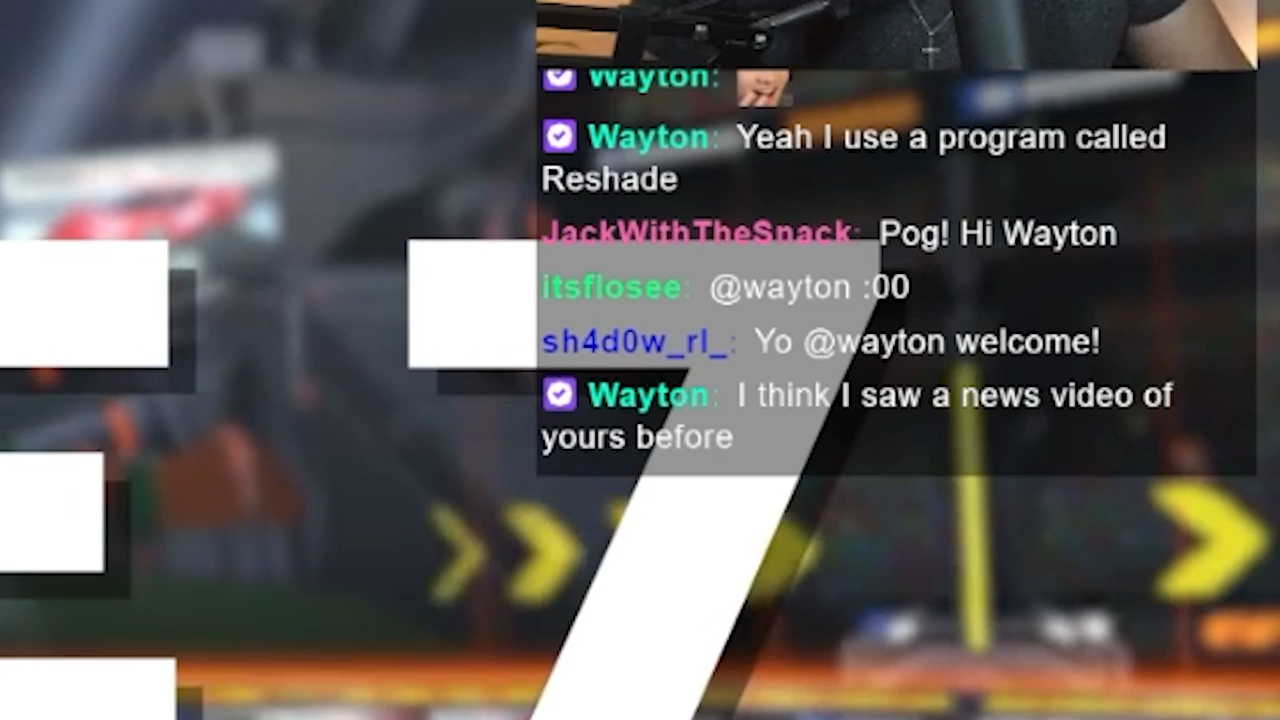 Wayton:
Wayton: Yeah I use a program called
Reshade
JackWithTheSnack: Pog! Hi Wayton
itsflosee: @wayton :00
sh4d0w_rl_: Yo @wayton welcome!
Wayton: I think I saw a news video of
yours before